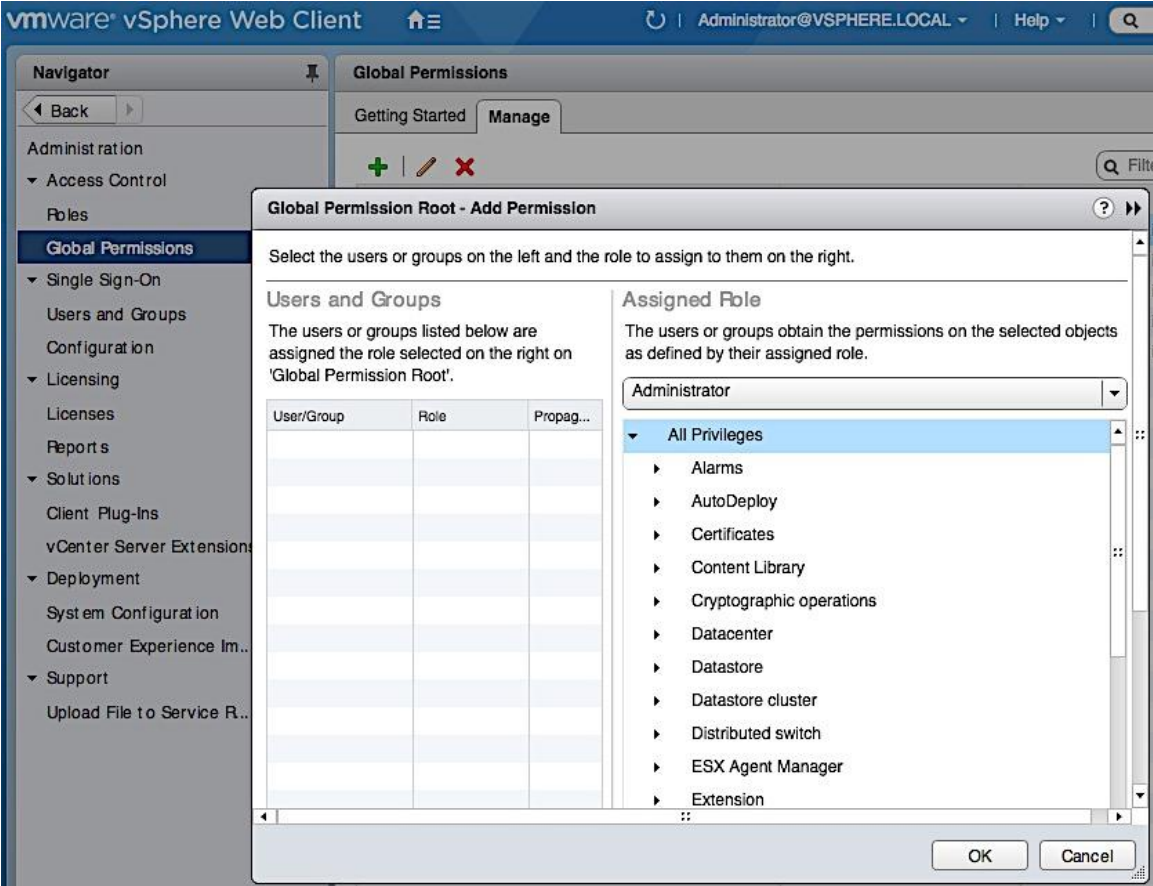 vmware® vSphere Web Client
Administrator@VSPHERE.LOCAL
Help
Navigator
Back
Administration
Access Control
Roles
Global Permissions
Single Sign-On
Users and Groups
Configuration
Licensing
Licenses
Reports
Solutions
Client Plug-Ins
vCenter Server Extensions
Deployment
System Configuration
Customer Experience Im...
Support
Upload File to Service R...
Global Permissions
Getting Started
Manage
Filte
Global Permission Root - Add Permission
?
Select the users or groups on the left and the role to assign to them on the right.
Users and Groups
The users or groups listed below are
assigned the role selected on the right on
'Global Permission Root'.
User/Group Role Propag...
Assigned Role
The users or groups obtain the permissions on the selected objects
as defined by their assigned role.
Administrator
All Privileges
Alarms
AutoDeploy
Certificates
Content Library
Cryptographic operations
Datacenter
Datastore
Datastore cluster
Distributed switch
ESX Agent Manager
Extension
OK
Cancel